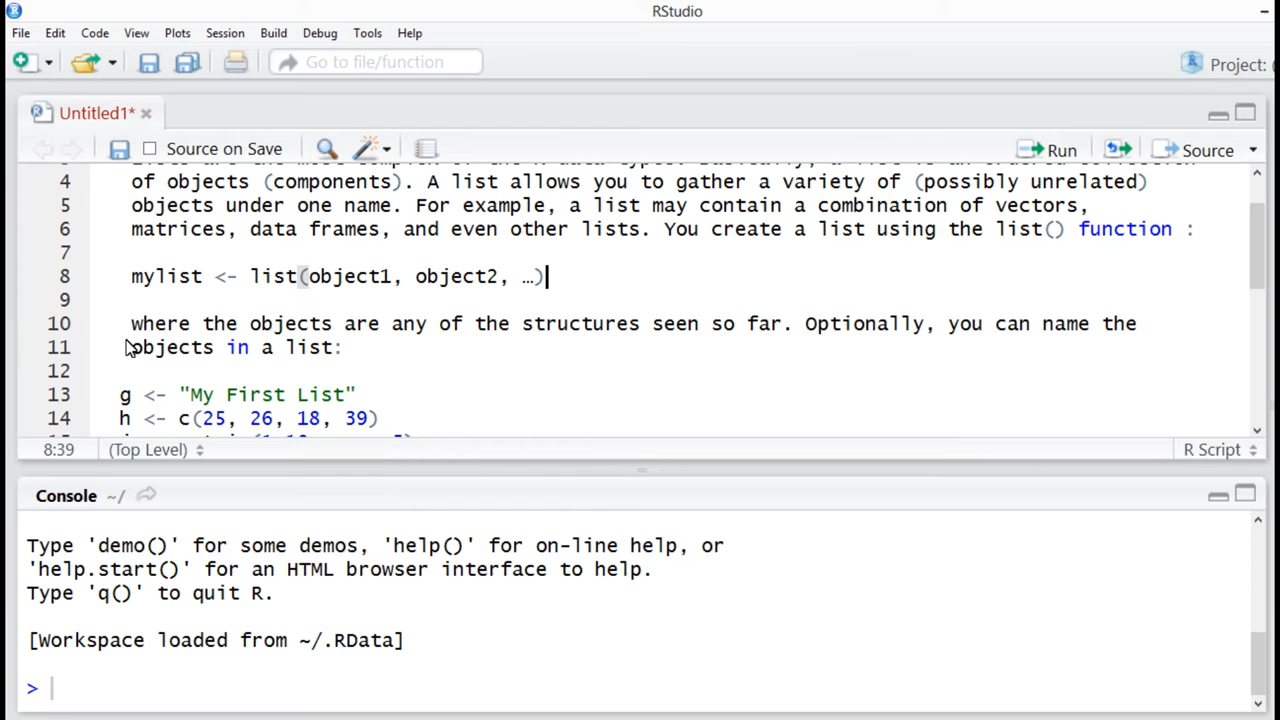 RStudio
File Edit Code View Plots Session Build Debug Tools Help
Go to file/function
Project: (
Untitled1*
Source on Save
Run
Source
4 of objects (components). A list allows you to gather a variety of (possibly unrelated)
5 objects under one name. For example, a list may contain a combination of vectors,
6 matrices, data frames, and even other lists. You create a list using the list() function :
7
8 mylist <- list(object1, object2, …)
9
10 where the objects are any of the structures seen so far. Optionally, you can name the
11 objects in a list:
12
13 g <- "My First List"
14 h <- c(25, 26, 18, 39)
8:39 (Top Level) R Script
Console ~/
Type 'demo()' for some demos, 'help()' for on-line help, or
'help.start()' for an HTML browser interface to help.
Type 'q()' to quit R.
[Workspace loaded from ~/.RData]
>